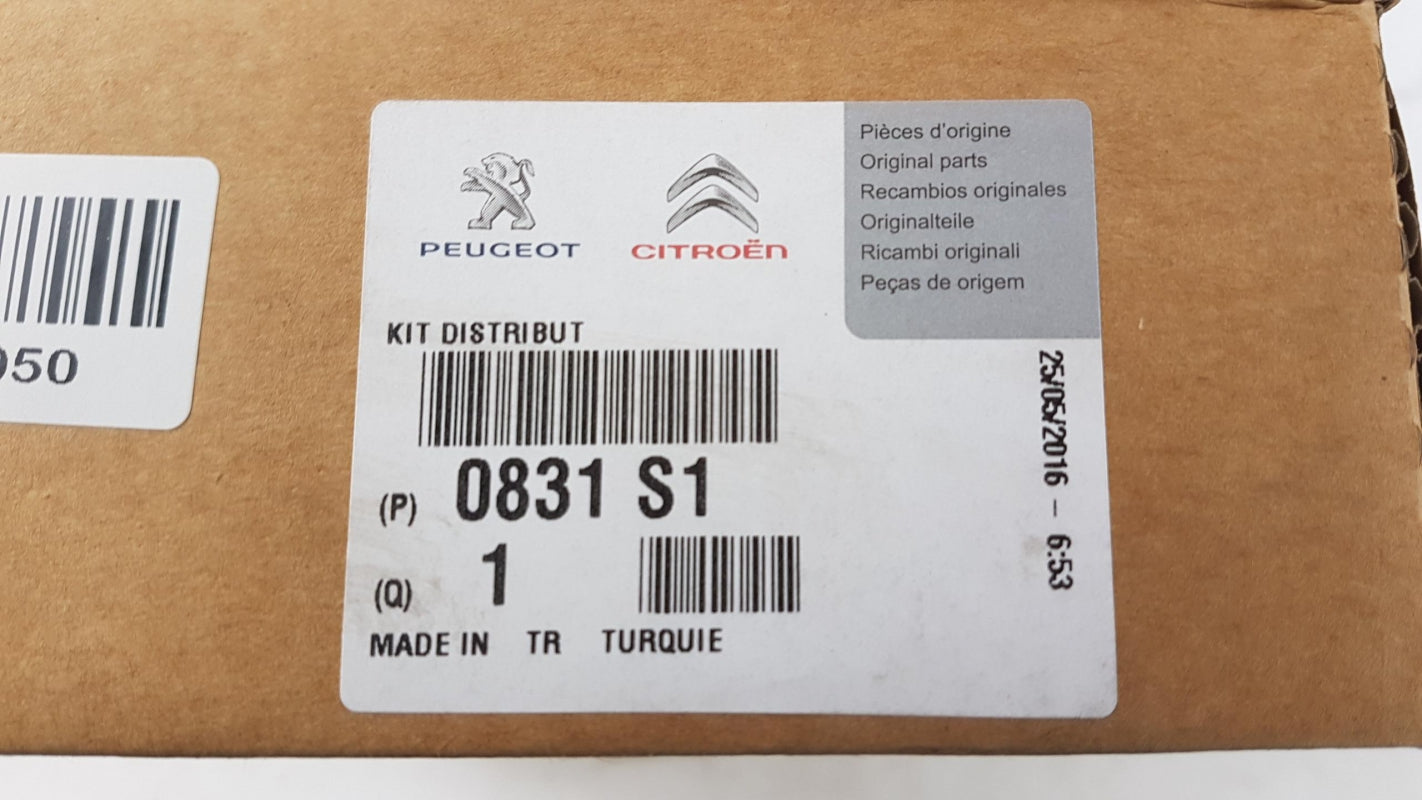 PEUGEOT
CITROËN
Pièces d'origine
Original parts
Recambios originales
Originalteile
Ricambi originali
Peças de origem
KIT DISTRIBUT
(P) 0831 S1
(Q) 1
MADE IN TR TURQUIE
25/05/2016 - 6:53